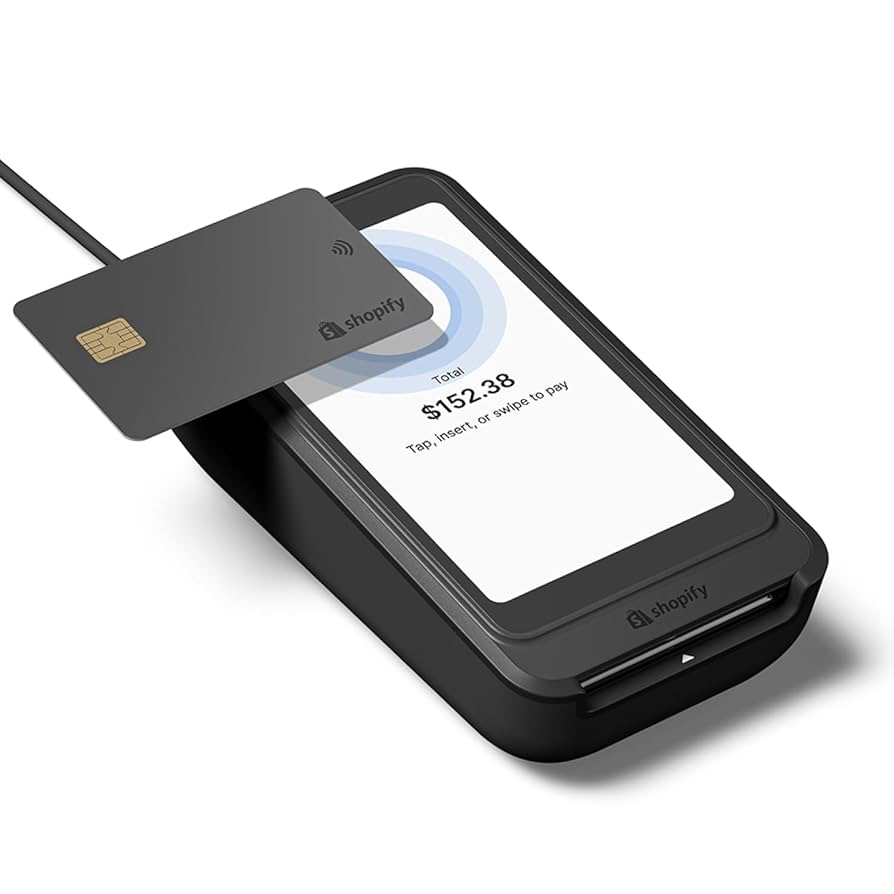 shopify
Total
$152.38
Tap, insert, or swipe to pay
shopify